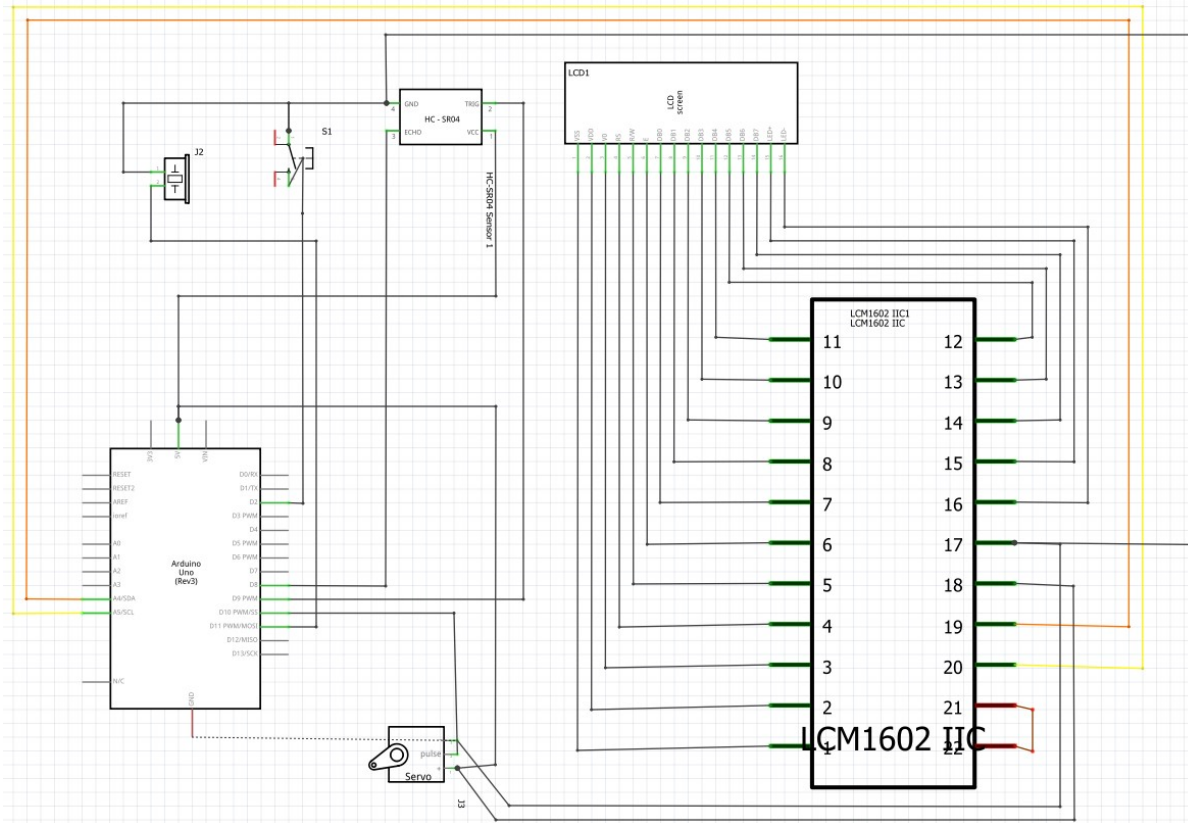 LCD1
LCD
screen
VSS
VDD
V0
RS
R/W
E
DB0
DB1
DB2
DB3
DB4
DB5
DB6
DB7
LED+
LED-
S1
J2
GND
TRIG
4
2
HC - SR04
ECHO
VCC
3
1
HC-SR04 Sensor 1
LCM1602 IIC1
LCM1602 IIC
11
12
10
13
9
14
8
15
7
16
6
17
5
18
4
19
3
20
2
21
1
22
LCM1602 IIC
3V3
5V
VIN
RESET
RESET2
AREF
ioref
A0
A1
A2
A3
A4/SDA
A5/SCL
N/C
Arduino
Uno
(Rev3)
D0/RX
D1/TX
D2
D3 PWM
D4
D5 PWM
D6 PWM
D7
D8
D9 PWM
D10 PWM/SS
D11 PWM/MOSI
D12/MISO
D13/SCK
GND
pulse
+
Servo
J3